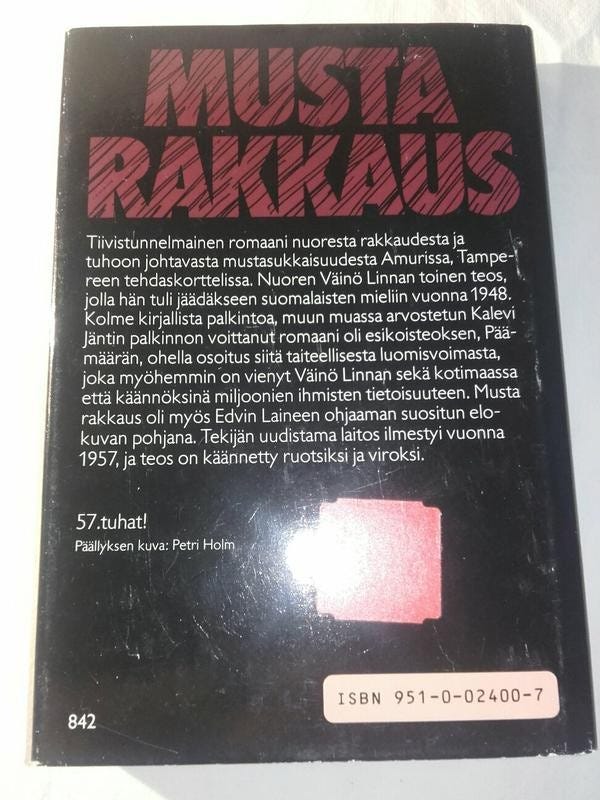 MUSTA
RAKKAUS
Tiivistunnelmainen romaani nuoresta rakkaudesta ja
tuhoon johtavasta mustasukkaisuudesta Amurissa, Tampe-
reen tehdaskorttelissa. Nuoren Väinö Linnan toinen teos,
jolla hän tuli jäädäkseen suomalaisten mieliin vuonna 1948.
Kolme kirjallista palkintoa, muun muassa arvostetun Kalevi
Jäntin palkinnon voittanut romaani oli esikoisteoksen, Pää-
määrän, ohella osoitus siitä taiteellisesta luomisvoimasta,
joka myöhemmin on vienyt Väinö Linnan sekä kotimaassa
että käännöksinä miljoonien ihmisten tietoisuuteen. Musta
rakkaus oli myös Edvin Laineen ohjaaman suositun elo-
kuvan pohjana. Tekijän uudistama laitos ilmestyi vuonna
1957, ja teos on käännetty ruotsiksi ja viroksi.
57.tuhat!
Päällyksen kuva: Petri Holm
ISBN 951-0-02400-7
842